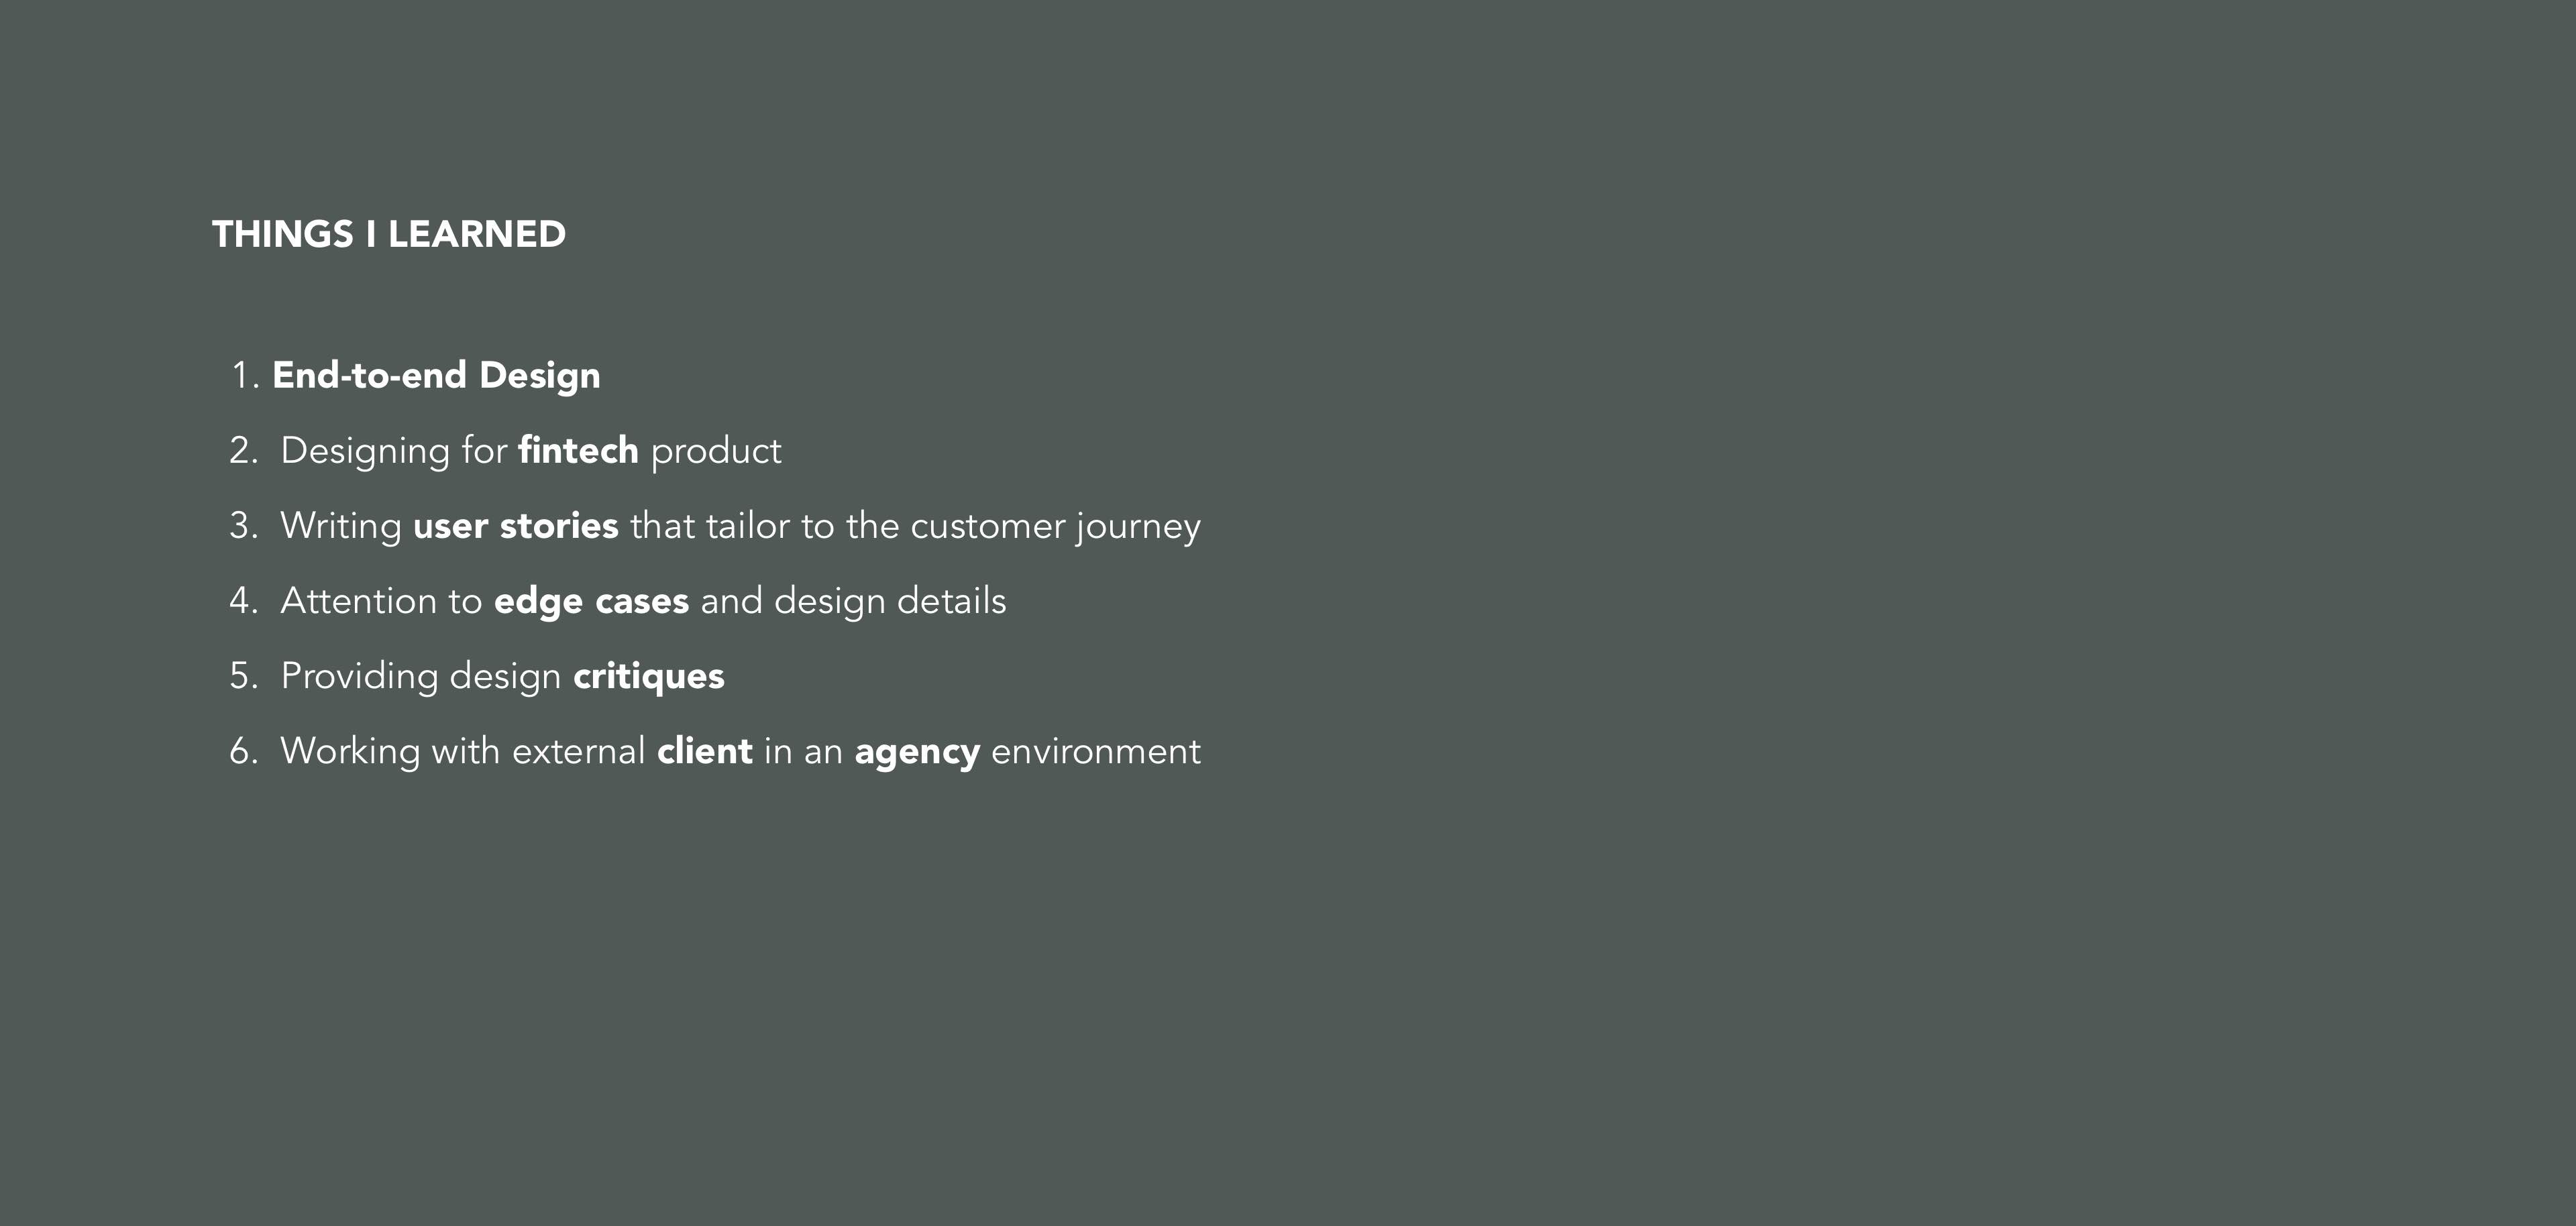 THINGS I LEARNED
1. End-to-end Design
2. Designing for fintech product
3. Writing user stories that tailor to the customer journey
4. Attention to edge cases and design details
5. Providing design critiques
6. Working with external client in an agency environment